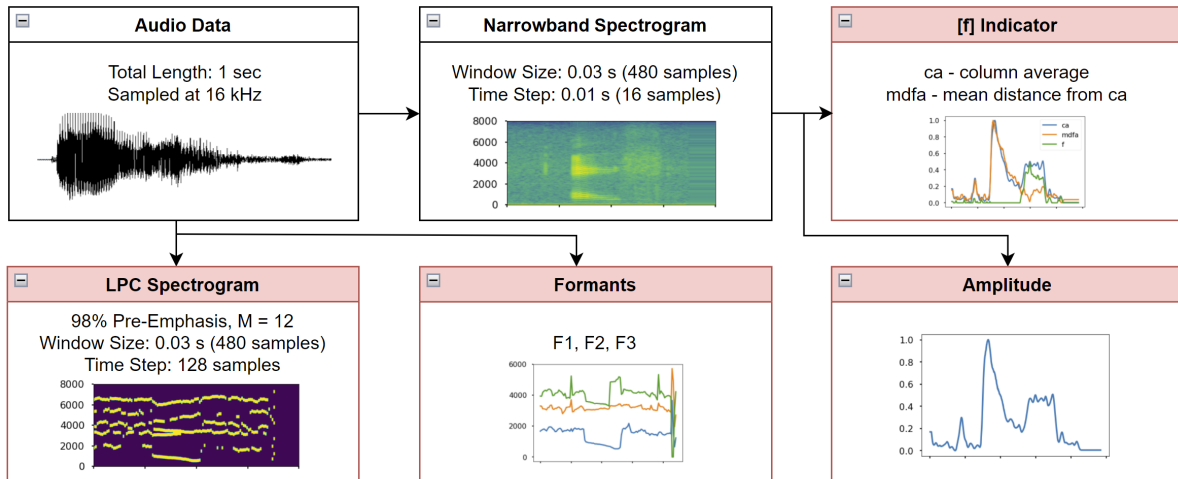 Audio Data
Total Length: 1 sec
Sampled at 16 kHz
Narrowband Spectrogram
Window Size: 0.03 s (480 samples)
Time Step: 0.01 s (16 samples)
8000
6000
4000
2000
0
[f] Indicator
ca - column average
mdfa - mean distance from ca
1.0
0.8
0.6
0.4
0.2
0.0
ca
mdfa
f
LPC Spectrogram
98% Pre-Emphasis, M = 12
Window Size: 0.03 s (480 samples)
Time Step: 128 samples
8000
6000
4000
2000
0
Formants
F1, F2, F3
6000
4000
2000
0
Amplitude
1.0
0.8
0.6
0.4
0.2
0.0